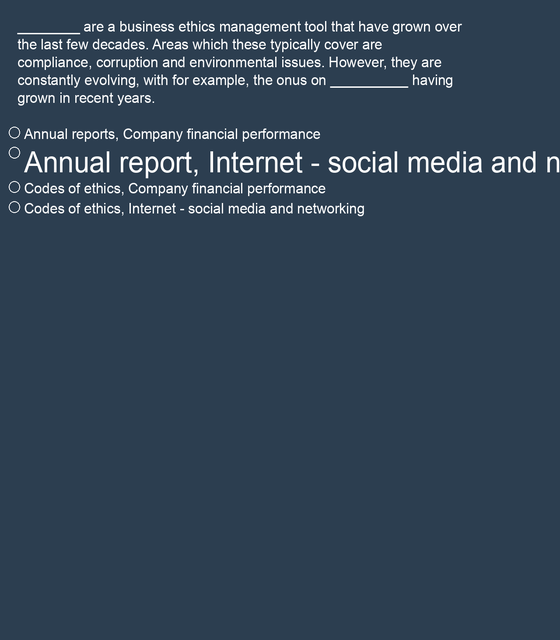 ________ are a business ethics management tool that have grown over
the last few decades. Areas which these typically cover are
compliance, corruption and environmental issues. However, they are
constantly evolving, with for example, the onus on __________ having
grown in recent years.
Annual reports, Company financial performance
Annual report, Internet - social media and n
Codes of ethics, Company financial performance
Codes of ethics, Internet - social media and networking